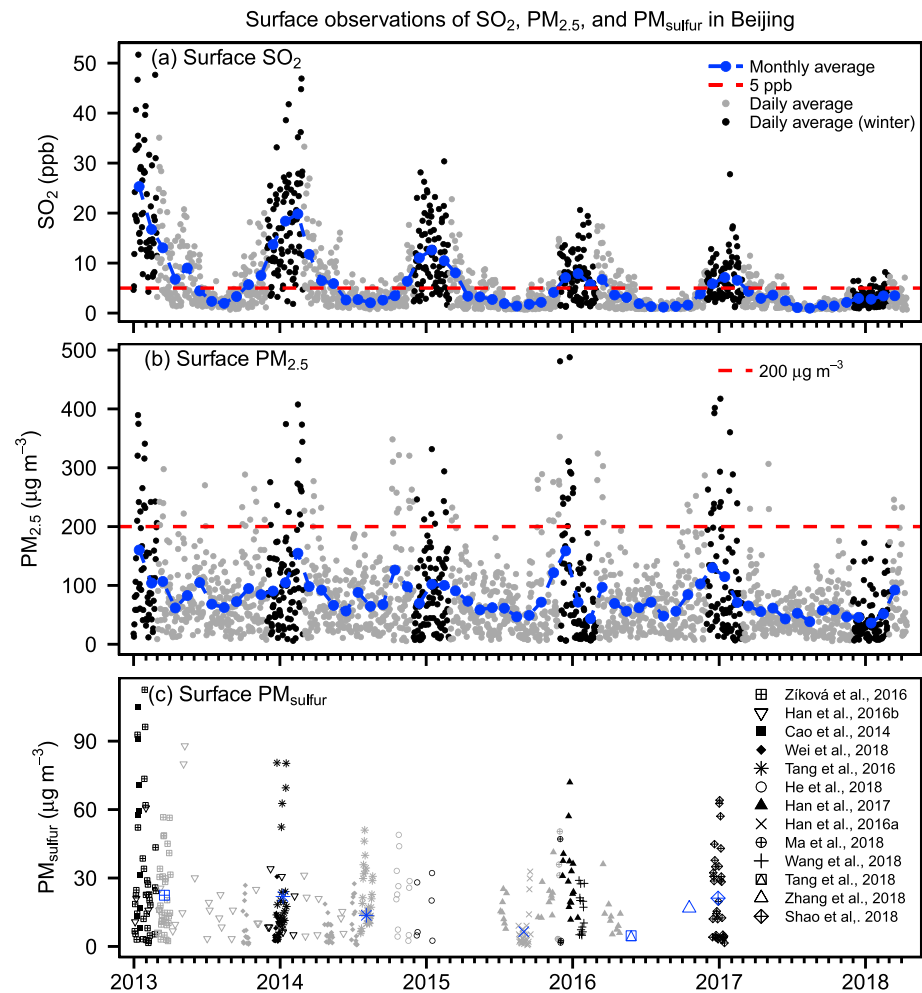 Surface observations of SO₂, PM₂.₅, and PMsulfur in Beijing
(a) Surface SO₂
Monthly average
5 ppb
Daily average
Daily average (winter)
SO₂ (ppb)
50
40
30
20
10
0
(b) Surface PM₂.₅
200 μg m⁻³
PM₂.₅ (μg m⁻³)
500
400
300
200
100
0
(c) Surface PMsulfur
Zíková et al., 2016
Han et al., 2016b
Cao et al., 2014
Wei et al., 2018
Tang et al., 2016
He et al., 2018
Han et al., 2017
Han et al., 2016a
Ma et al., 2018
Wang et al., 2018
Tang et al., 2018
Zhang et al., 2018
Shao et al,, 2018
PMsulfur (μg m⁻³)
90
60
30
0
2013 2014 2015 2016 2017 2018